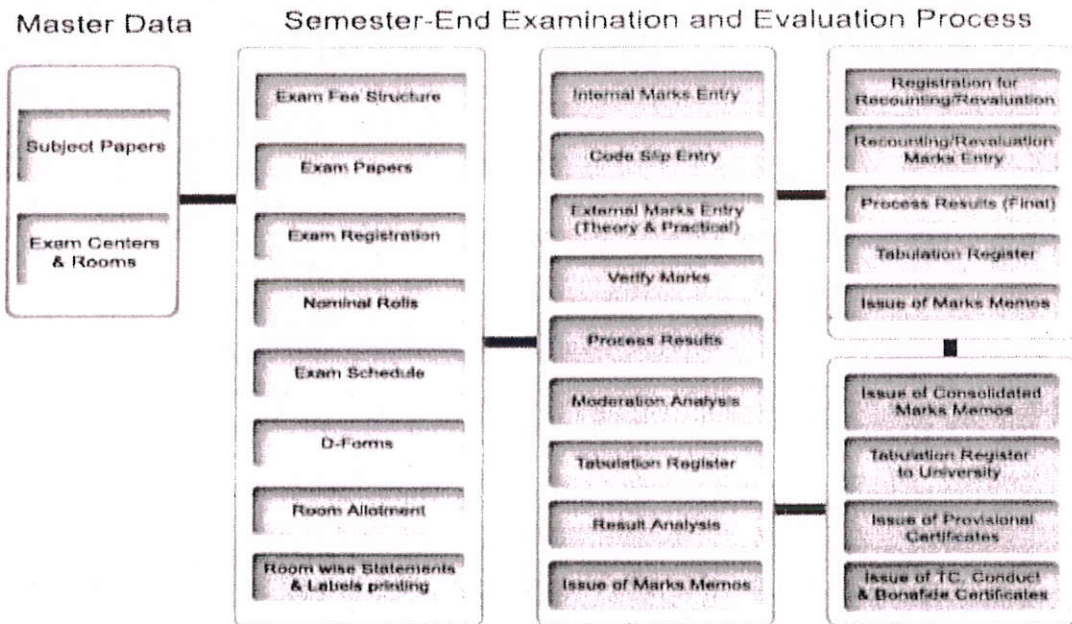 Master Data
Semester-End Examination and Evaluation Process
Subject Papers
Exam Centers
& Rooms
Exam Fee Structure
Exam Papers
Exam Registration
Nominal Rolls
Exam Schedule
D-Forms
Room Allotment
Room wise Statements
& Labels printing
Internal Marks Entry
Code Slip Entry
External Marks Entry
(Theory & Practical)
Verify Marks
Process Results
Moderation Analysis
Tabulation Register
Result Analysis
Issue of Marks Memos
Registration for
Recounting/Revaluation
Recounting/Revaluation
Marks Entry
Process Results (Final)
Tabulation Register
Issue of Marks Memos
Issue of Consolidated
Marks Memos
Tabulation Register
to University
Issue of Provisional
Certificates
Issue of TC, Conduct
& Bonafide Certificates